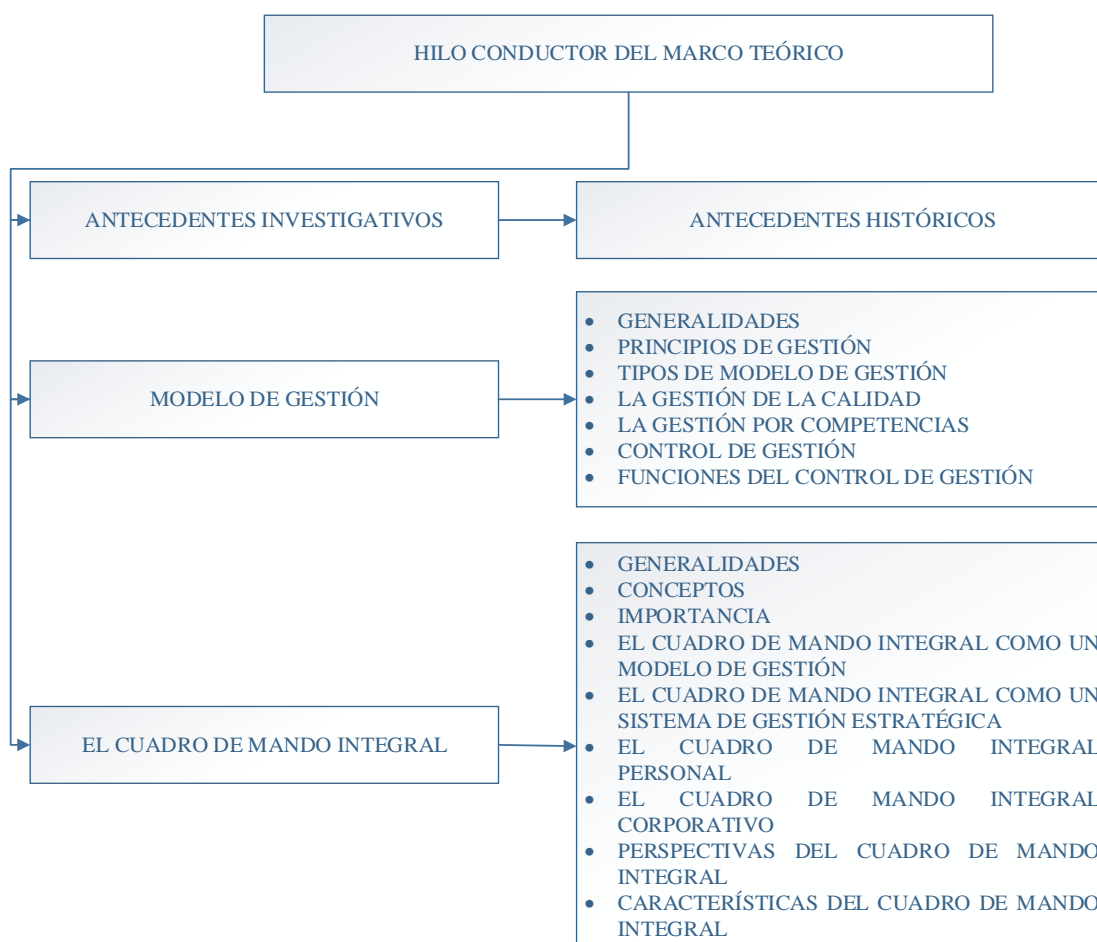 HILO CONDUCTOR DEL MARCO TEÓRICO
ANTECEDENTES INVESTIGATIVOS
ANTECEDENTES HISTÓRICOS
MODELO DE GESTIÓN
• GENERALIDADES
• PRINCIPIOS DE GESTIÓN
• TIPOS DE MODELO DE GESTIÓN
• LA GESTIÓN DE LA CALIDAD
• LA GESTIÓN POR COMPETENCIAS
• CONTROL DE GESTIÓN
• FUNCIONES DEL CONTROL DE GESTIÓN
EL CUADRO DE MANDO INTEGRAL
• GENERALIDADES
• CONCEPTOS
• IMPORTANCIA
• EL CUADRO DE MANDO INTEGRAL COMO UN
MODELO DE GESTIÓN
• EL CUADRO DE MANDO INTEGRAL COMO UN
SISTEMA DE GESTIÓN ESTRATÉGICA
• EL CUADRO DE MANDO INTEGRAL
PERSONAL
• EL CUADRO DE MANDO INTEGRAL
CORPORATIVO
• PERSPECTIVAS DEL CUADRO DE MANDO
INTEGRAL
• CARACTERÍSTICAS DEL CUADRO DE MANDO
INTEGRAL